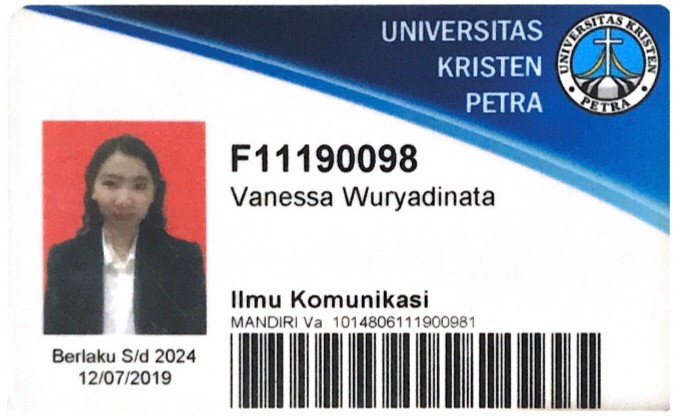 UNIVERSITAS
KRISTEN
PETRA
UNIVERSITAS KRISTEN
PETRA
F11190098
Vanessa Wuryadinata
Ilmu Komunikasi
MANDIRI Va 1014806111900981
Berlaku S/d 2024
12/07/2019